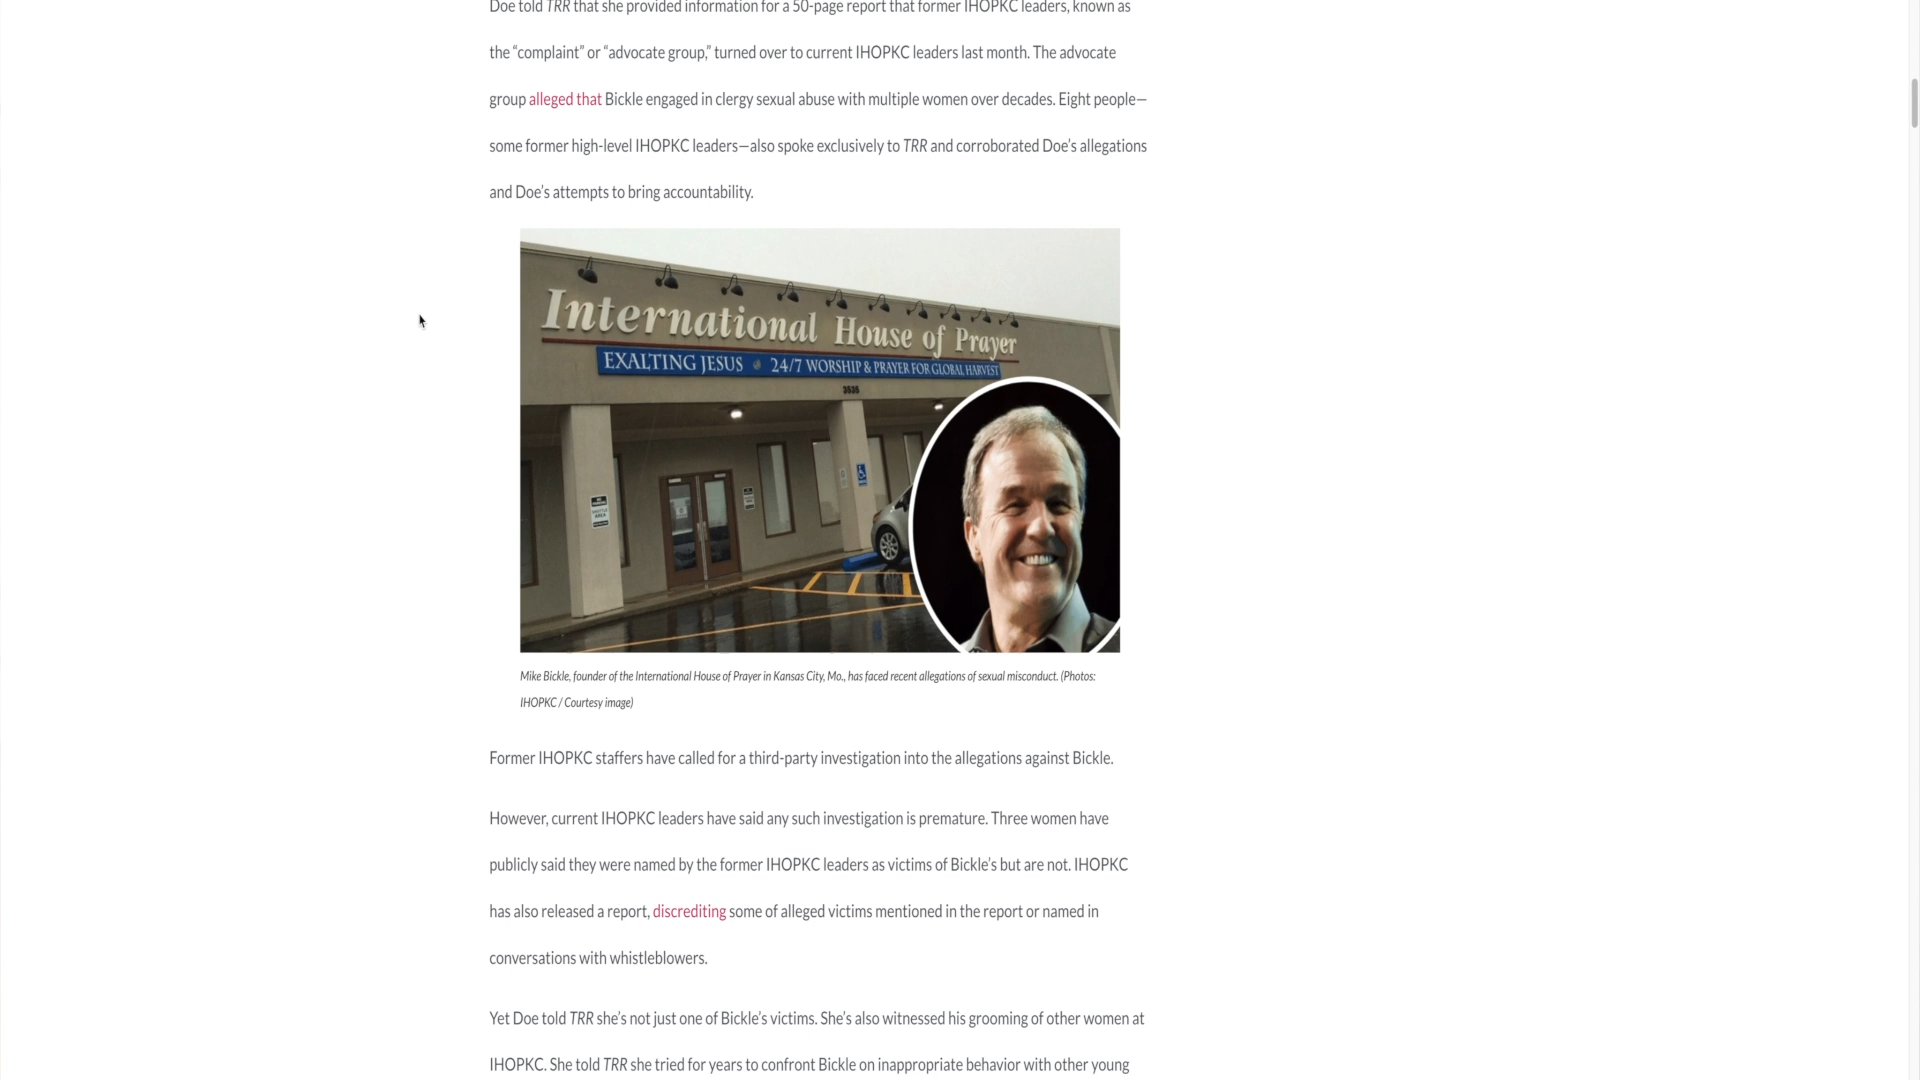 Doe told TRR that she provided information for a 50-page report that former IHOPKC leaders, known as
the “complaint” or “advocate group,” turned over to current IHOPKC leaders last month. The advocate
group alleged that Bickle engaged in clergy sexual abuse with multiple women over decades. Eight people—
some former high-level IHOPKC leaders—also spoke exclusively to TRR and corroborated Doe’s allegations
and Doe’s attempts to bring accountability.
International House of Prayer
EXALTING JESUS 24/7 WORSHIP & PRAYER FOR GLOBAL HARVEST
3535
Mike Bickle, founder of the International House of Prayer in Kansas City, Mo., has faced recent allegations of sexual misconduct. (Photos:
IHOPKC / Courtesy image)
Former IHOPKC staffers have called for a third-party investigation into the allegations against Bickle.
However, current IHOPKC leaders have said any such investigation is premature. Three women have
publicly said they were named by the former IHOPKC leaders as victims of Bickle’s but are not. IHOPKC
has also released a report, discrediting some of alleged victims mentioned in the report or named in
conversations with whistleblowers.
Yet Doe told TRR she’s not just one of Bickle’s victims. She’s also witnessed his grooming of other women at
IHOPKC. She told TRR she tried for years to confront Bickle on inappropriate behavior with other young